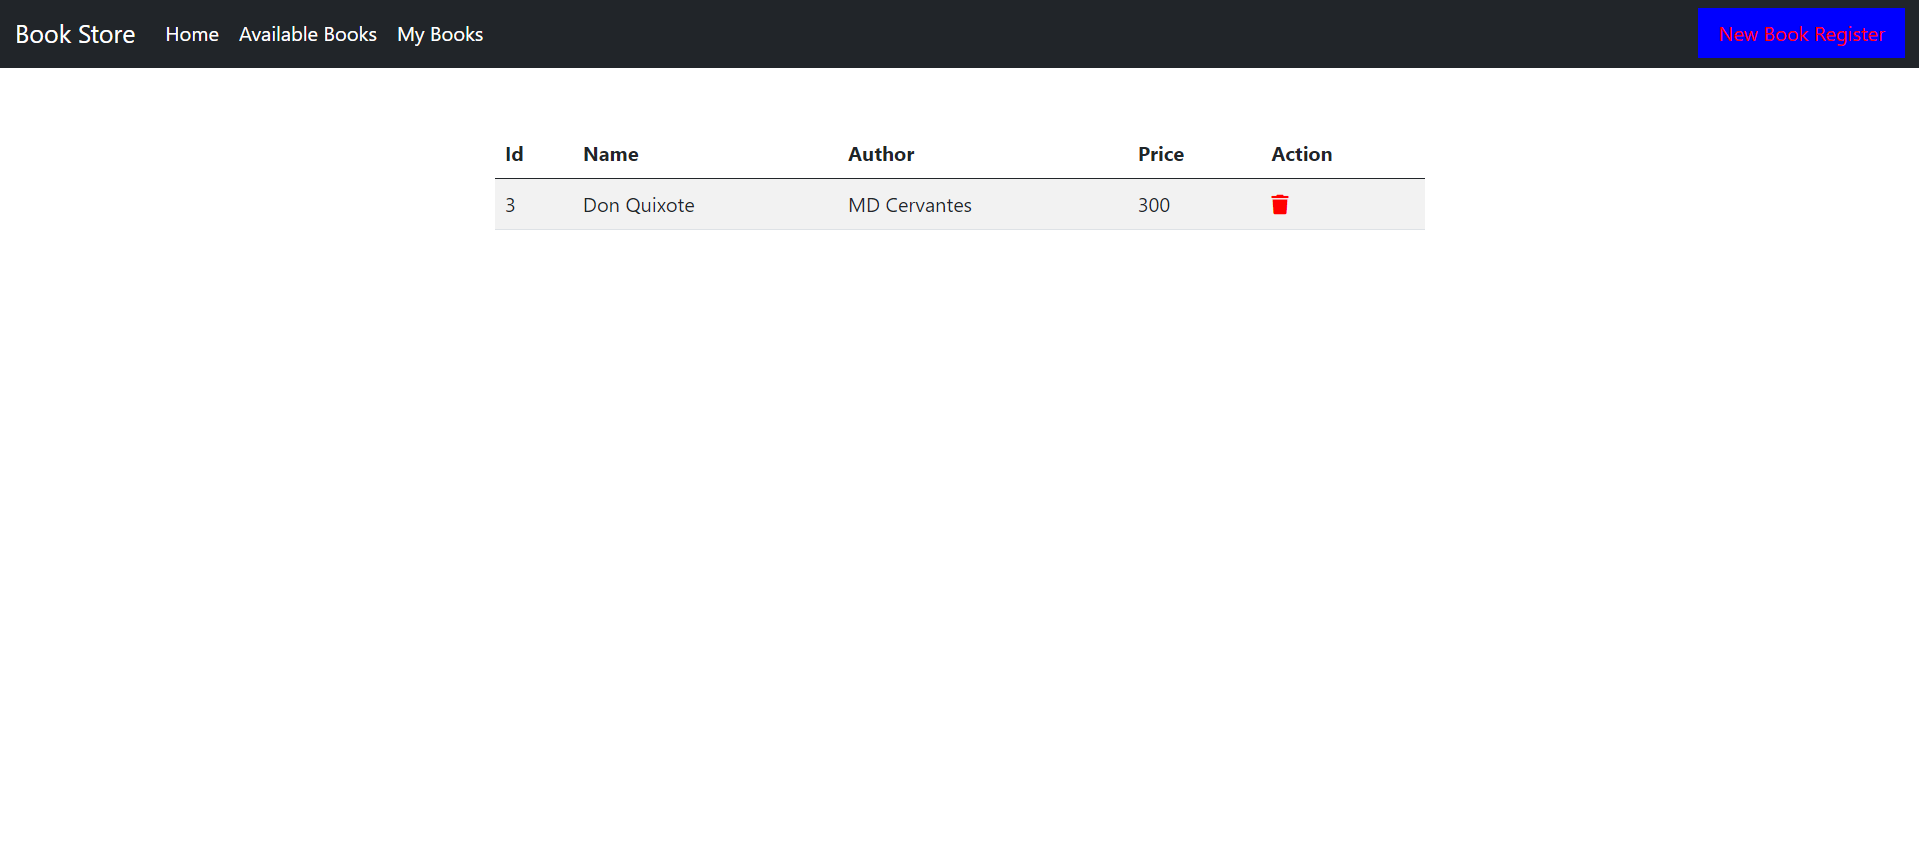 Book Store Home Available Books My Books New Book Register
Id Name Author Price Action
3 Don Quixote MD Cervantes 300